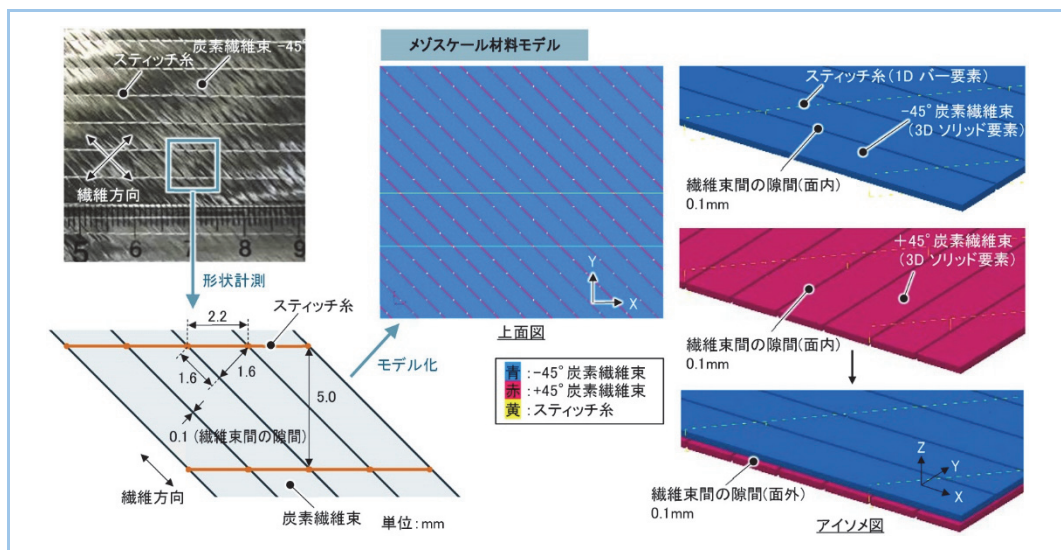 スティッチ糸
炭素繊維束 -45°
繊維方向
5 6 7 8 9
形状計測
2.2
スティッチ糸
1.6
1.6
5.0
0.1 (繊維束間の隙間)
繊維方向
炭素繊維束
単位：mm
モデル化
メゾスケール材料モデル
Y
X
上面図
青：-45°炭素繊維束
赤：+45°炭素繊維束
黄：スティッチ糸
スティッチ糸(1D バー要素)
-45°炭素繊維束
(3D ソリッド要素)
繊維束間の隙間(面内)
0.1mm
+45°炭素繊維束
(3D ソリッド要素)
繊維束間の隙間(面内)
0.1mm
繊維束間の隙間(面外)
0.1mm
Z
Y
X
アイソメ図